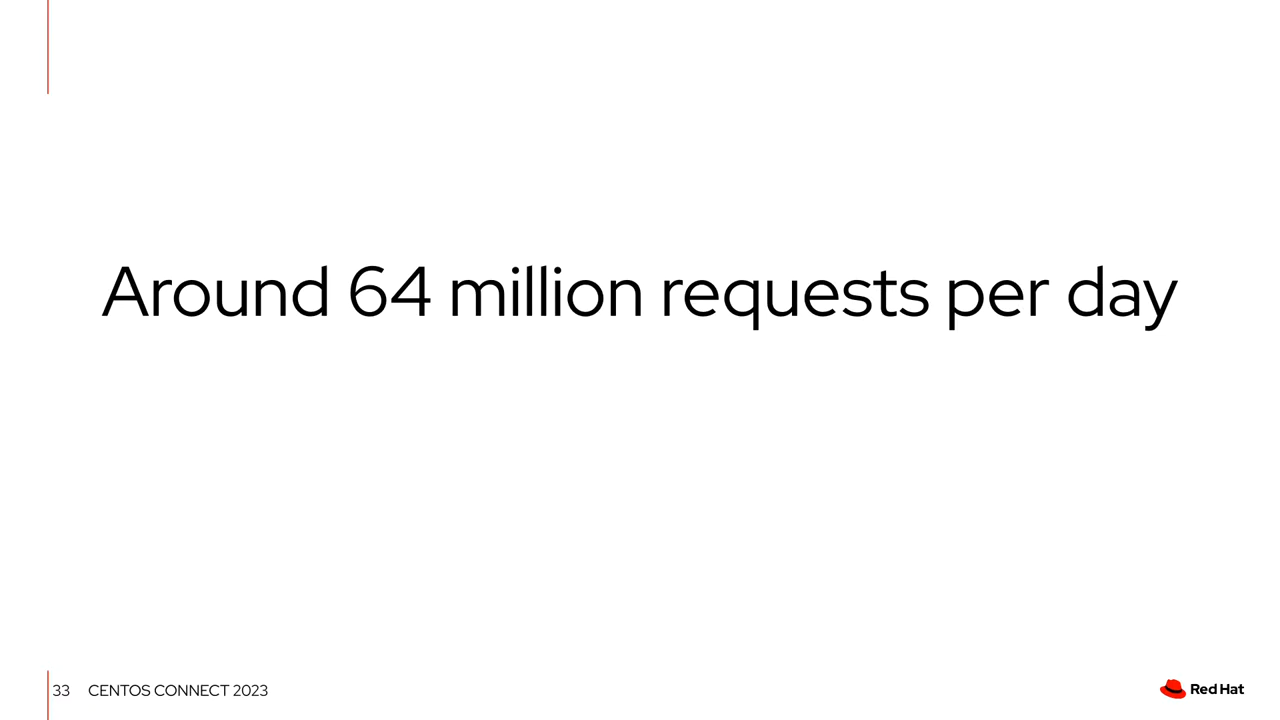 Around 64 million requests per day
33 CENTOS CONNECT 2023
Red Hat